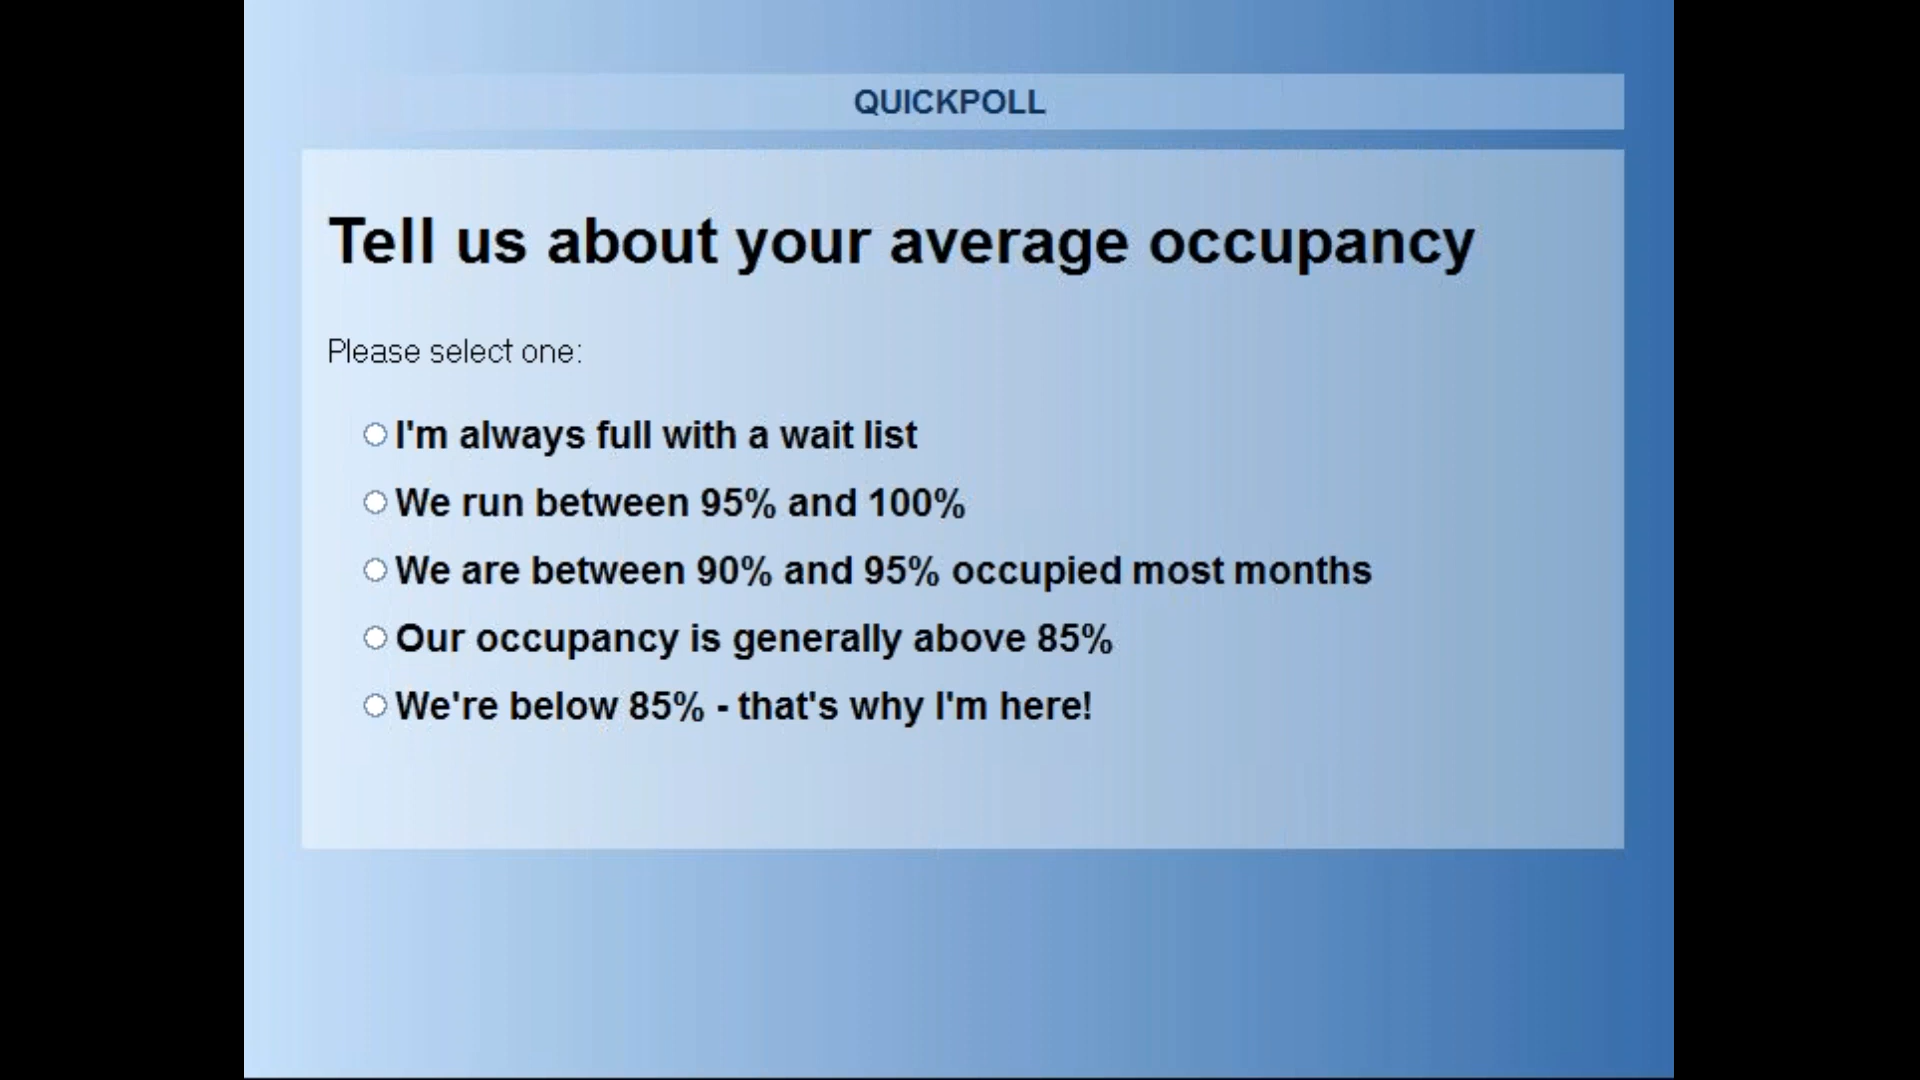 QUICKPOLL
Tell us about your average occupancy
Please select one:
I'm always full with a wait list
We run between 95% and 100%
We are between 90% and 95% occupied most months
Our occupancy is generally above 85%
We're below 85% - that's why I'm here!